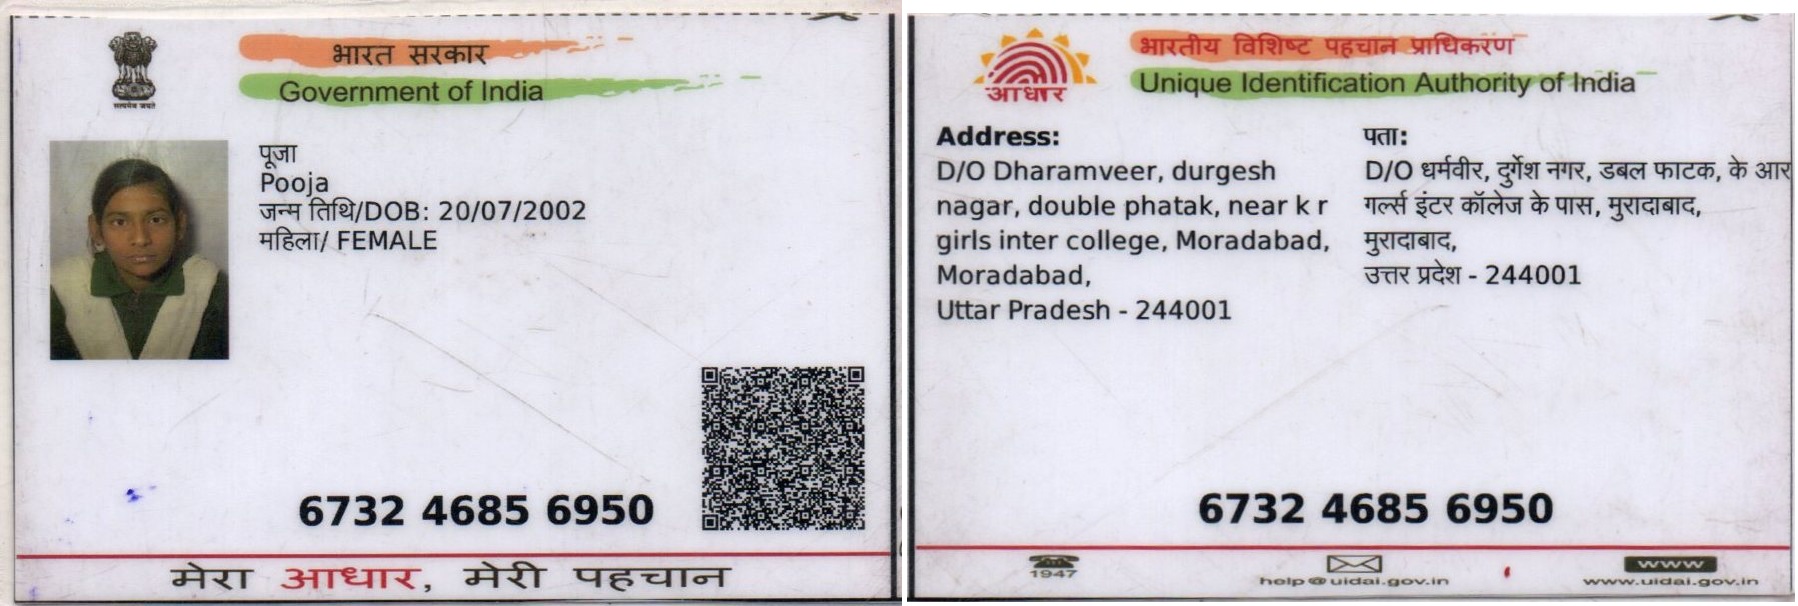 भारत सरकार
Government of India
सत्यमेव जयते
पूजा
Pooja
जन्म तिथि/DOB: 20/07/2002
महिला/ FEMALE
6732 4685 6950
मेरा आधार, मेरी पहचान
भारतीय विशिष्ट पहचान प्राधिकरण
Unique Identification Authority of India
आधार
Address:
D/O Dharamveer, durgesh
nagar, double phatak, near k r
girls inter college, Moradabad,
Moradabad,
Uttar Pradesh - 244001
पता:
D/O धर्मवीर, दुर्गेश नगर, डबल फाटक, के आर
गर्ल्स इंटर कॉलेज के पास, मुरादाबाद,
मुरादाबाद,
उत्तर प्रदेश - 244001
6732 4685 6950
1947
help@uidai.gov.in
www
www.uidai.gov.in